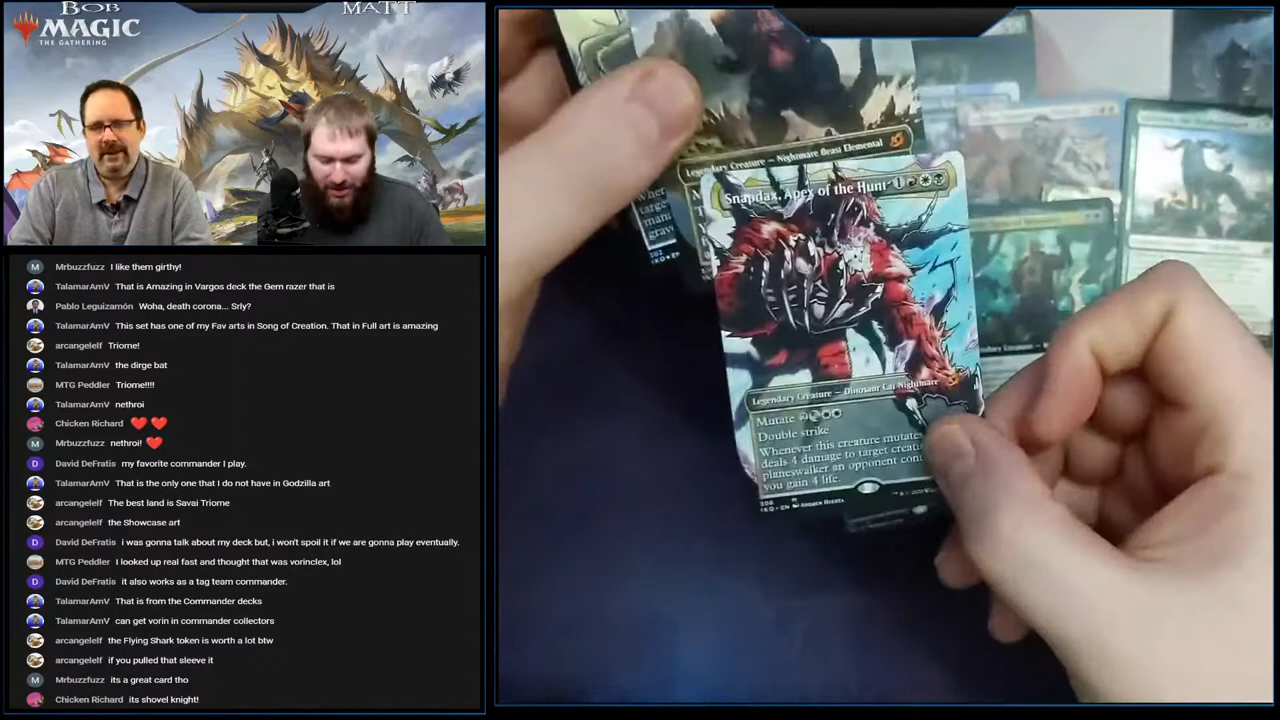 BOB
MATT
MAGIC
THE GATHERING
Mrbuzzfuzz I like them girthy!
TalamarAmV That is Amazing in Vargos deck the Gem razer that is
Pablo Leguizamón Woha, death corona... Srly?
TalamarAmV This set has one of my Fav arts in Song of Creation. That in Full art is amazing
arcangelelf Triome!
TalamarAmV the dirge bat
MTG Peddler Triome!!!!
TalamarAmV nethroi
Chicken Richard ❤️ ❤️
Mrbuzzfuzz nethroi! ❤️
David DeFratis my favorite commander I play.
TalamarAmV That is the only one that I do not have in Godzilla art
arcangelelf The best land is Savai Triome
arcangelelf the Showcase art
David DeFratis i was gonna talk about my deck but, i won't spoil it if we are gonna play eventually.
MTG Peddler I looked up real fast and thought that was vorinclex, lol
David DeFratis it also works as a tag team commander.
TalamarAmV That is from the Commander decks
TalamarAmV can get vorin in commander collectors
arcangelelf the Flying Shark token is worth a lot btw
arcangelelf if you pulled that sleeve it
Mrbuzzfuzz its a great card tho
Chicken Richard its shovel knight!
Legendary Creature — Nightmare Beast Elemental
Snapdax, Apex of the Hunt 1
Legendary Creature — Dinosaur Cat Nightmare
Mutate
Double strike
Whenever this creature mutates
deals 4 damage to target
planeswalker an opponent
you gain 4 life.